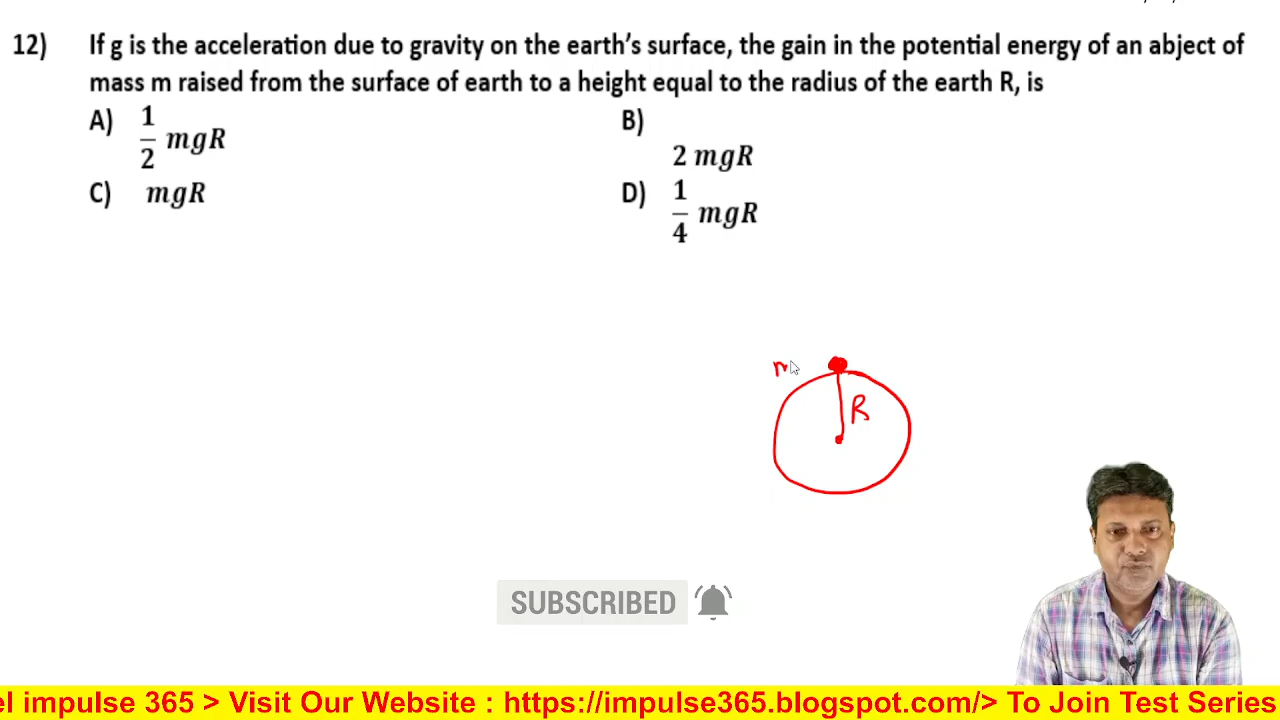 12) If g is the acceleration due to gravity on the earth's surface, the gain in the potential energy of an abject of
mass m raised from the surface of earth to a height equal to the radius of the earth R, is
A) 1/2 mgR
B) 2 mgR
C) mgR
D) 1/4 mgR
R
SUBSCRIBED
el impulse 365 > Visit Our Website : https://impulse365.blogspot.com/> To Join Test Series